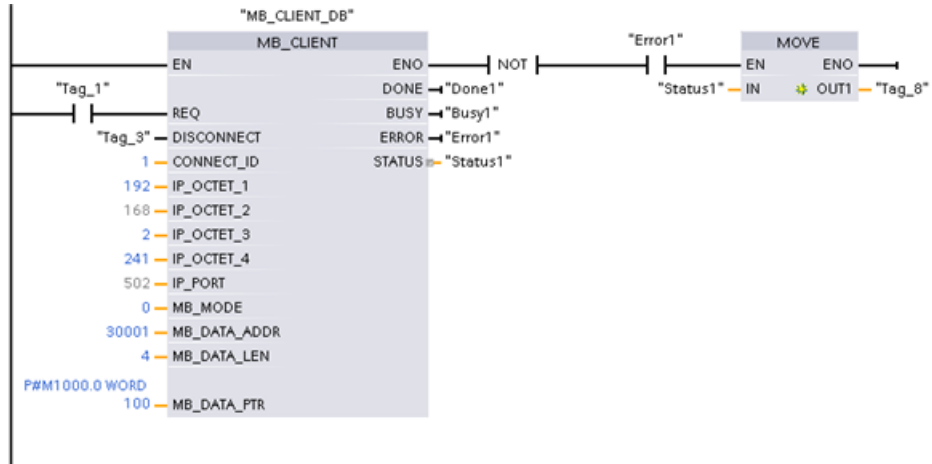 "MB_CLIENT_DB"
MB_CLIENT
"Error1"
MOVE
EN ENO NOT EN ENO
"Tag_1" DONE "Done1" "Status1" IN OUT1 "Tag_8"
REQ BUSY "Busy1"
"Tag_3" DISCONNECT ERROR "Error1"
1 CONNECT_ID STATUS "Status1"
192 IP_OCTET_1
168 IP_OCTET_2
2 IP_OCTET_3
241 IP_OCTET_4
502 IP_PORT
0 MB_MODE
30001 MB_DATA_ADDR
4 MB_DATA_LEN
P#M1000.0 WORD
100 MB_DATA_PTR